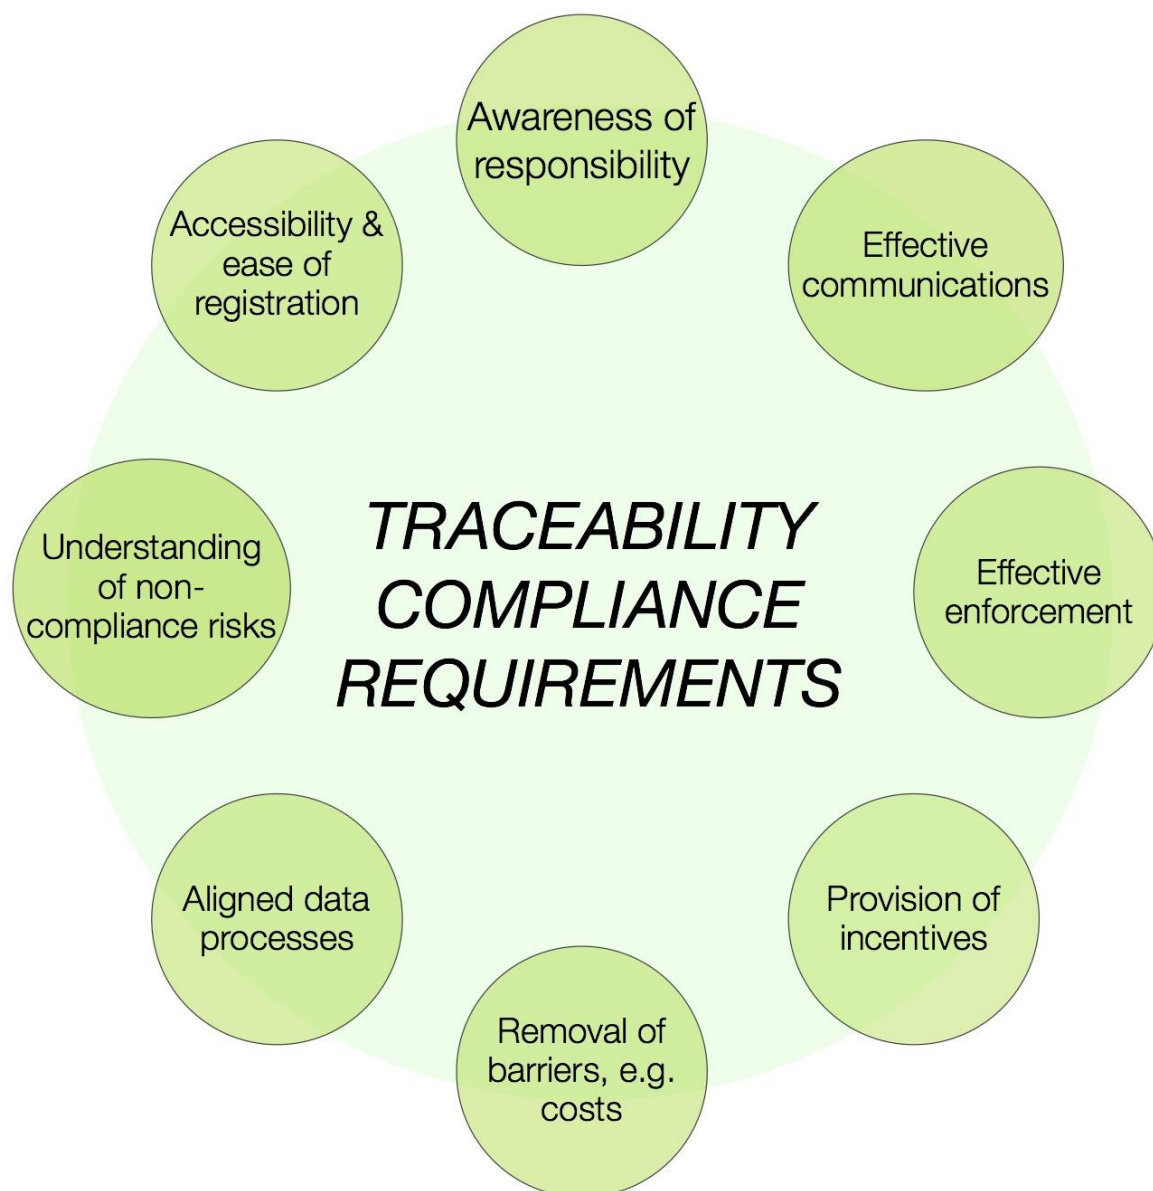 Awareness of
responsibility
Effective
communications
Effective
enforcement
Provision of
incentives
Removal of
barriers, e.g.
costs
Aligned data
processes
Understanding
of non-
compliance risks
Accessibility &
ease of
registration
TRACEABILITY
COMPLIANCE
REQUIREMENTS